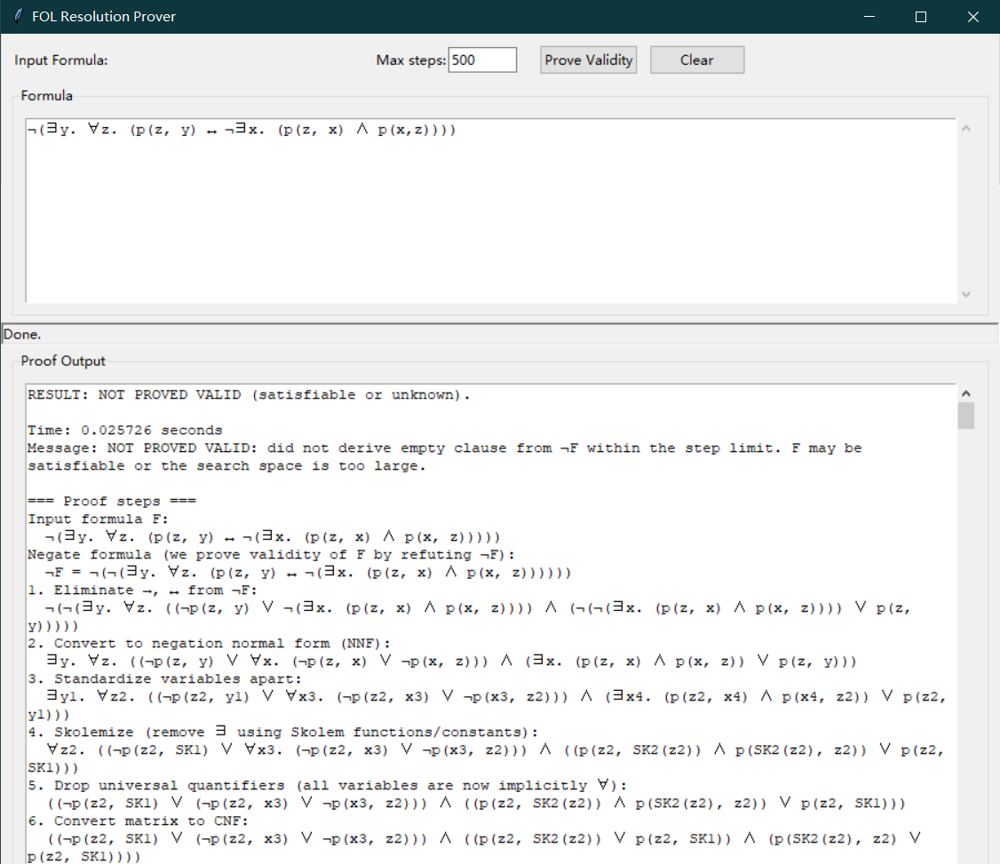 FOL Resolution Prover
Input Formula: Max steps: 500 Prove Validity Clear
Formula
¬(∃y. ∀z. (p(z, y) ↔ ¬∃x. (p(z, x) ∧ p(x,z))))
Done.
Proof Output
RESULT: NOT PROVED VALID (satisfiable or unknown).
Time: 0.025726 seconds
Message: NOT PROVED VALID: did not derive empty clause from ¬F within the step limit. F may be
satisfiable or the search space is too large.
=== Proof steps ===
Input formula F:
¬(∃y. ∀z. (p(z, y) ↔ ¬(∃x. (p(z, x) ∧ p(x, z)))))
Negate formula (we prove validity of F by refuting ¬F):
¬F = ¬(¬(∃y. ∀z. (p(z, y) ↔ ¬(∃x. (p(z, x) ∧ p(x, z))))))
1. Eliminate →, ↔ from ¬F:
¬(¬(∃y. ∀z. ((¬p(z, y) ∨ ¬(∃x. (p(z, x) ∧ p(x, z)))) ∧ (¬(¬(∃x. (p(z, x) ∧ p(x, z)))) ∨ p(z,
y)))))
2. Convert to negation normal form (NNF):
∃y. ∀z. ((¬p(z, y) ∨ ∀x. (¬p(z, x) ∨ ¬p(x, z))) ∧ (∃x. (p(z, x) ∧ p(x, z)) ∨ p(z, y)))
3. Standardize variables apart:
∃y1. ∀z2. ((¬p(z2, y1) ∨ ∀x3. (¬p(z2, x3) ∨ ¬p(x3, z2))) ∧ (∃x4. (p(z2, x4) ∧ p(x4, z2)) ∨ p(z2,
y1)))
4. Skolemize (remove ∃ using Skolem functions/constants):
∀z2. ((¬p(z2, SK1) ∨ ∀x3. (¬p(z2, x3) ∨ ¬p(x3, z2))) ∧ ((p(z2, SK2(z2)) ∧ p(SK2(z2), z2)) ∨ p(z2,
SK1)))
5. Drop universal quantifiers (all variables are now implicitly ∀):
((¬p(z2, SK1) ∨ (¬p(z2, x3) ∨ ¬p(x3, z2))) ∧ ((p(z2, SK2(z2)) ∧ p(SK2(z2), z2)) ∨ p(z2, SK1)))
6. Convert matrix to CNF:
((¬p(z2, SK1) ∨ (¬p(z2, x3) ∨ ¬p(x3, z2))) ∧ ((p(z2, SK2(z2)) ∨ p(z2, SK1)) ∧ (p(SK2(z2), z2) ∨
p(z2, SK1))))